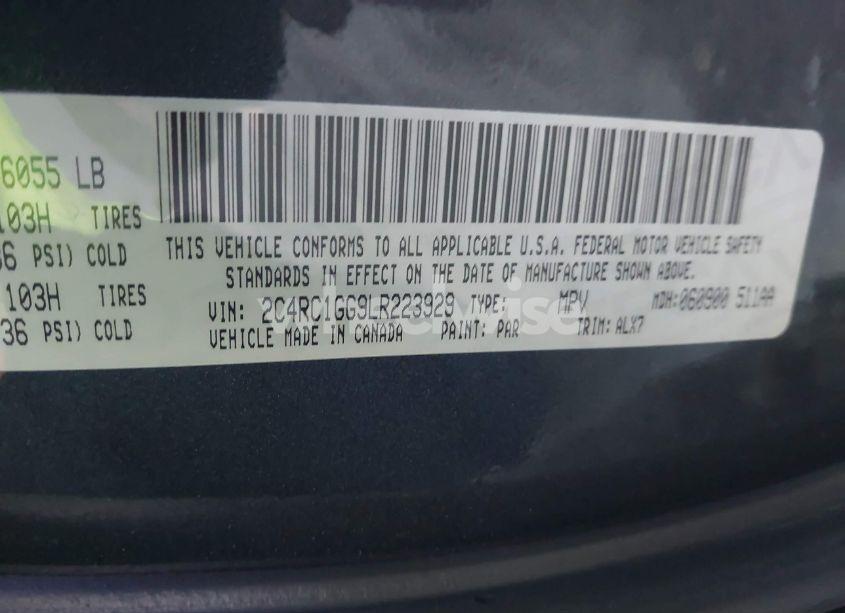 6055 LB
103H TIRES
36 PSI) COLD
103H TIRES
36 PSI) COLD
THIS VEHICLE CONFORMS TO ALL APPLICABLE U.S.A. FEDERAL MOTOR VEHICLE SAFETY
STANDARDS IN EFFECT ON THE DATE OF MANUFACTURE SHOWN ABOVE.
VIN: 2C4RC1GG9LR223929 TYPE: MPV MDH:060900 511AA
VEHICLE MADE IN CANADA PAINT: PAR TRIM: ALX7